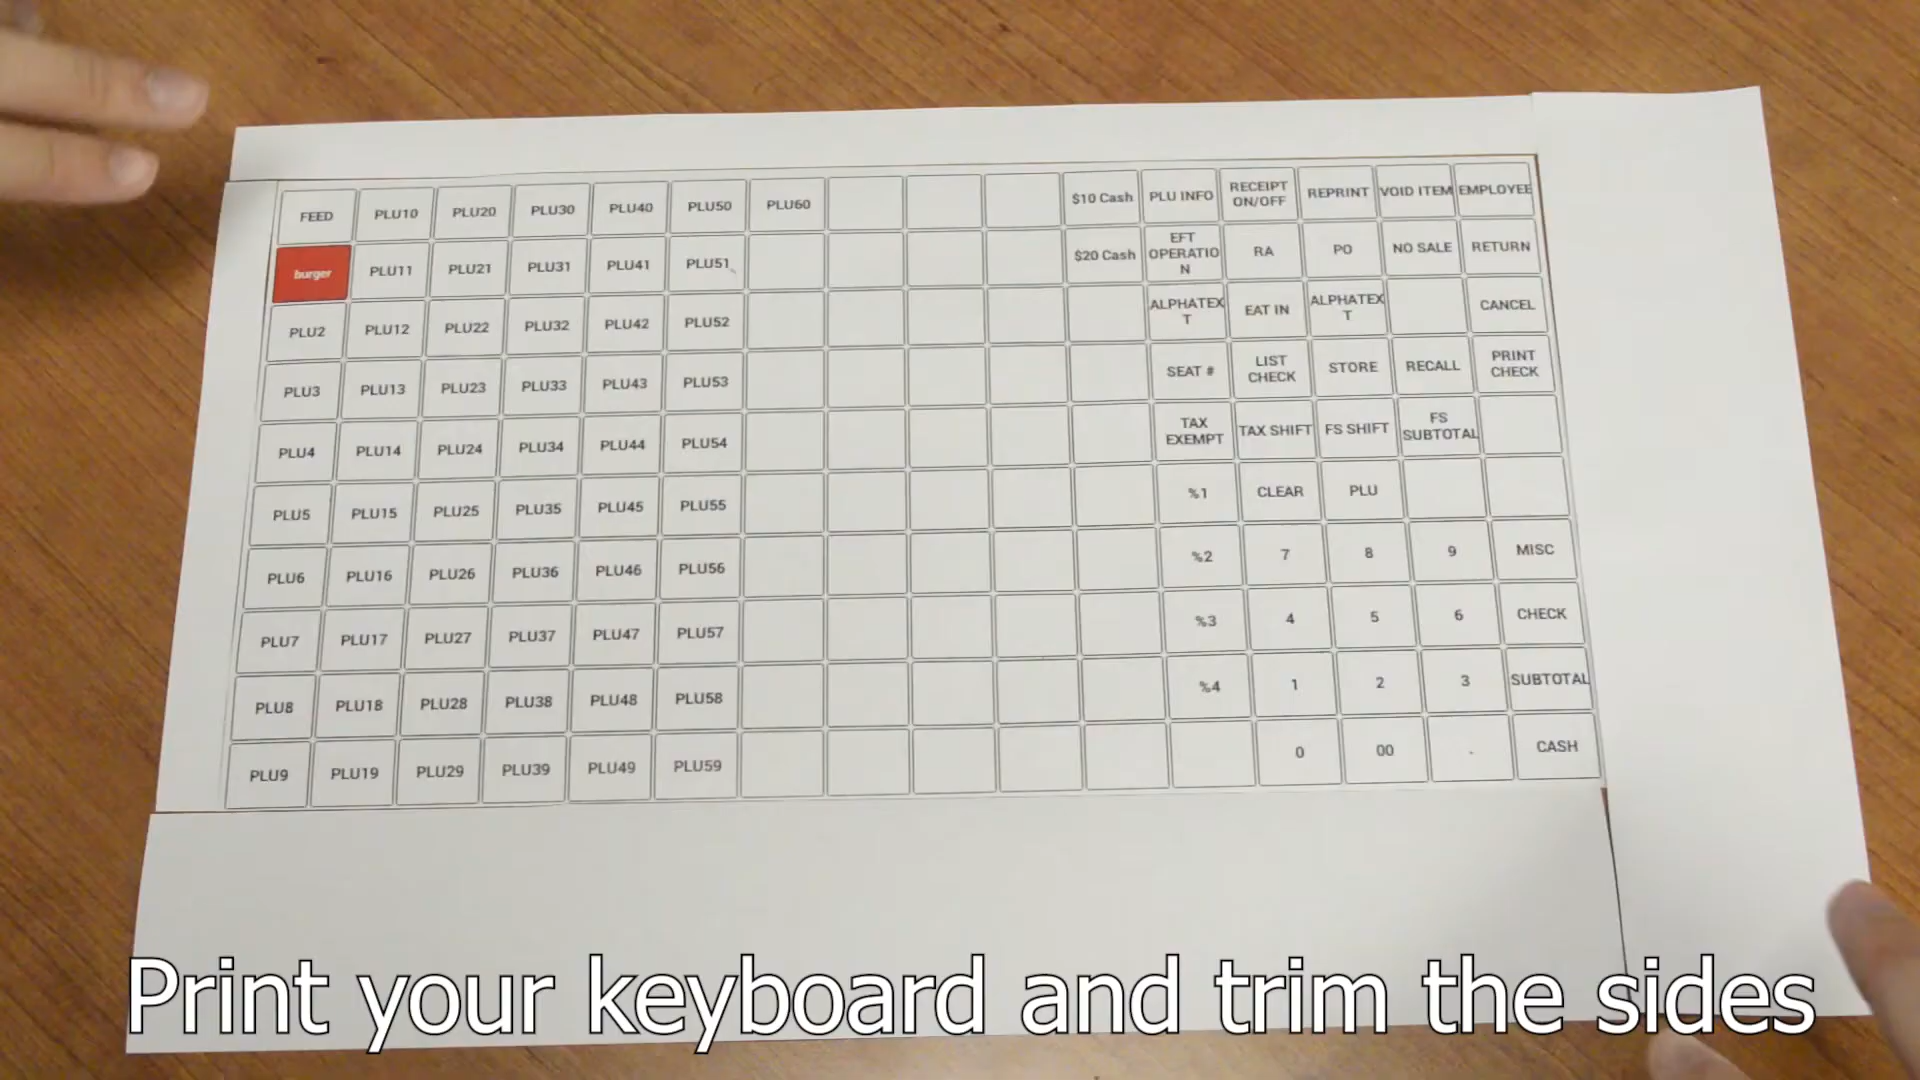 FEED PLU10 PLU20 PLU30 PLU40 PLU50 PLU60 $10 Cash PLU INFO RECEIPT ON/OFF REPRINT VOID ITEM EMPLOYEE
burger PLU11 PLU21 PLU31 PLU41 PLU51 $20 Cash EFT OPERATIO N RA PO NO SALE RETURN
PLU2 PLU12 PLU22 PLU32 PLU42 PLU52 ALPHATEX T EAT IN ALPHATEX T CANCEL
PLU3 PLU13 PLU23 PLU33 PLU43 PLU53 SEAT # LIST CHECK STORE RECALL PRINT CHECK
PLU4 PLU14 PLU24 PLU34 PLU44 PLU54 TAX EXEMPT TAX SHIFT FS SHIFT FS SUBTOTAL
PLU5 PLU15 PLU25 PLU35 PLU45 PLU55 %1 CLEAR PLU
PLU6 PLU16 PLU26 PLU36 PLU46 PLU56 %2 7 8 9 MISC
PLU7 PLU17 PLU27 PLU37 PLU47 PLU57 %3 4 5 6 CHECK
PLU8 PLU18 PLU28 PLU38 PLU48 PLU58 %4 1 2 3 SUBTOTAL
PLU9 PLU19 PLU29 PLU39 PLU49 PLU59 0 00 . CASH
Print your keyboard and trim the sides